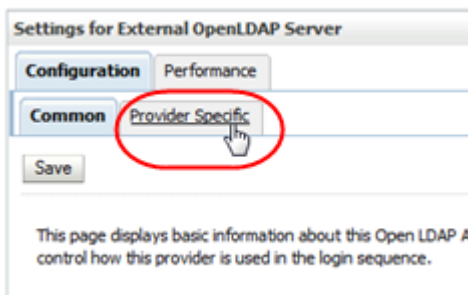 Settings for External OpenLDAP Server
Configuration Performance
Common Provider Specific
Save
This page displays basic information about this Open LDAP A
control how this provider is used in the login sequence.